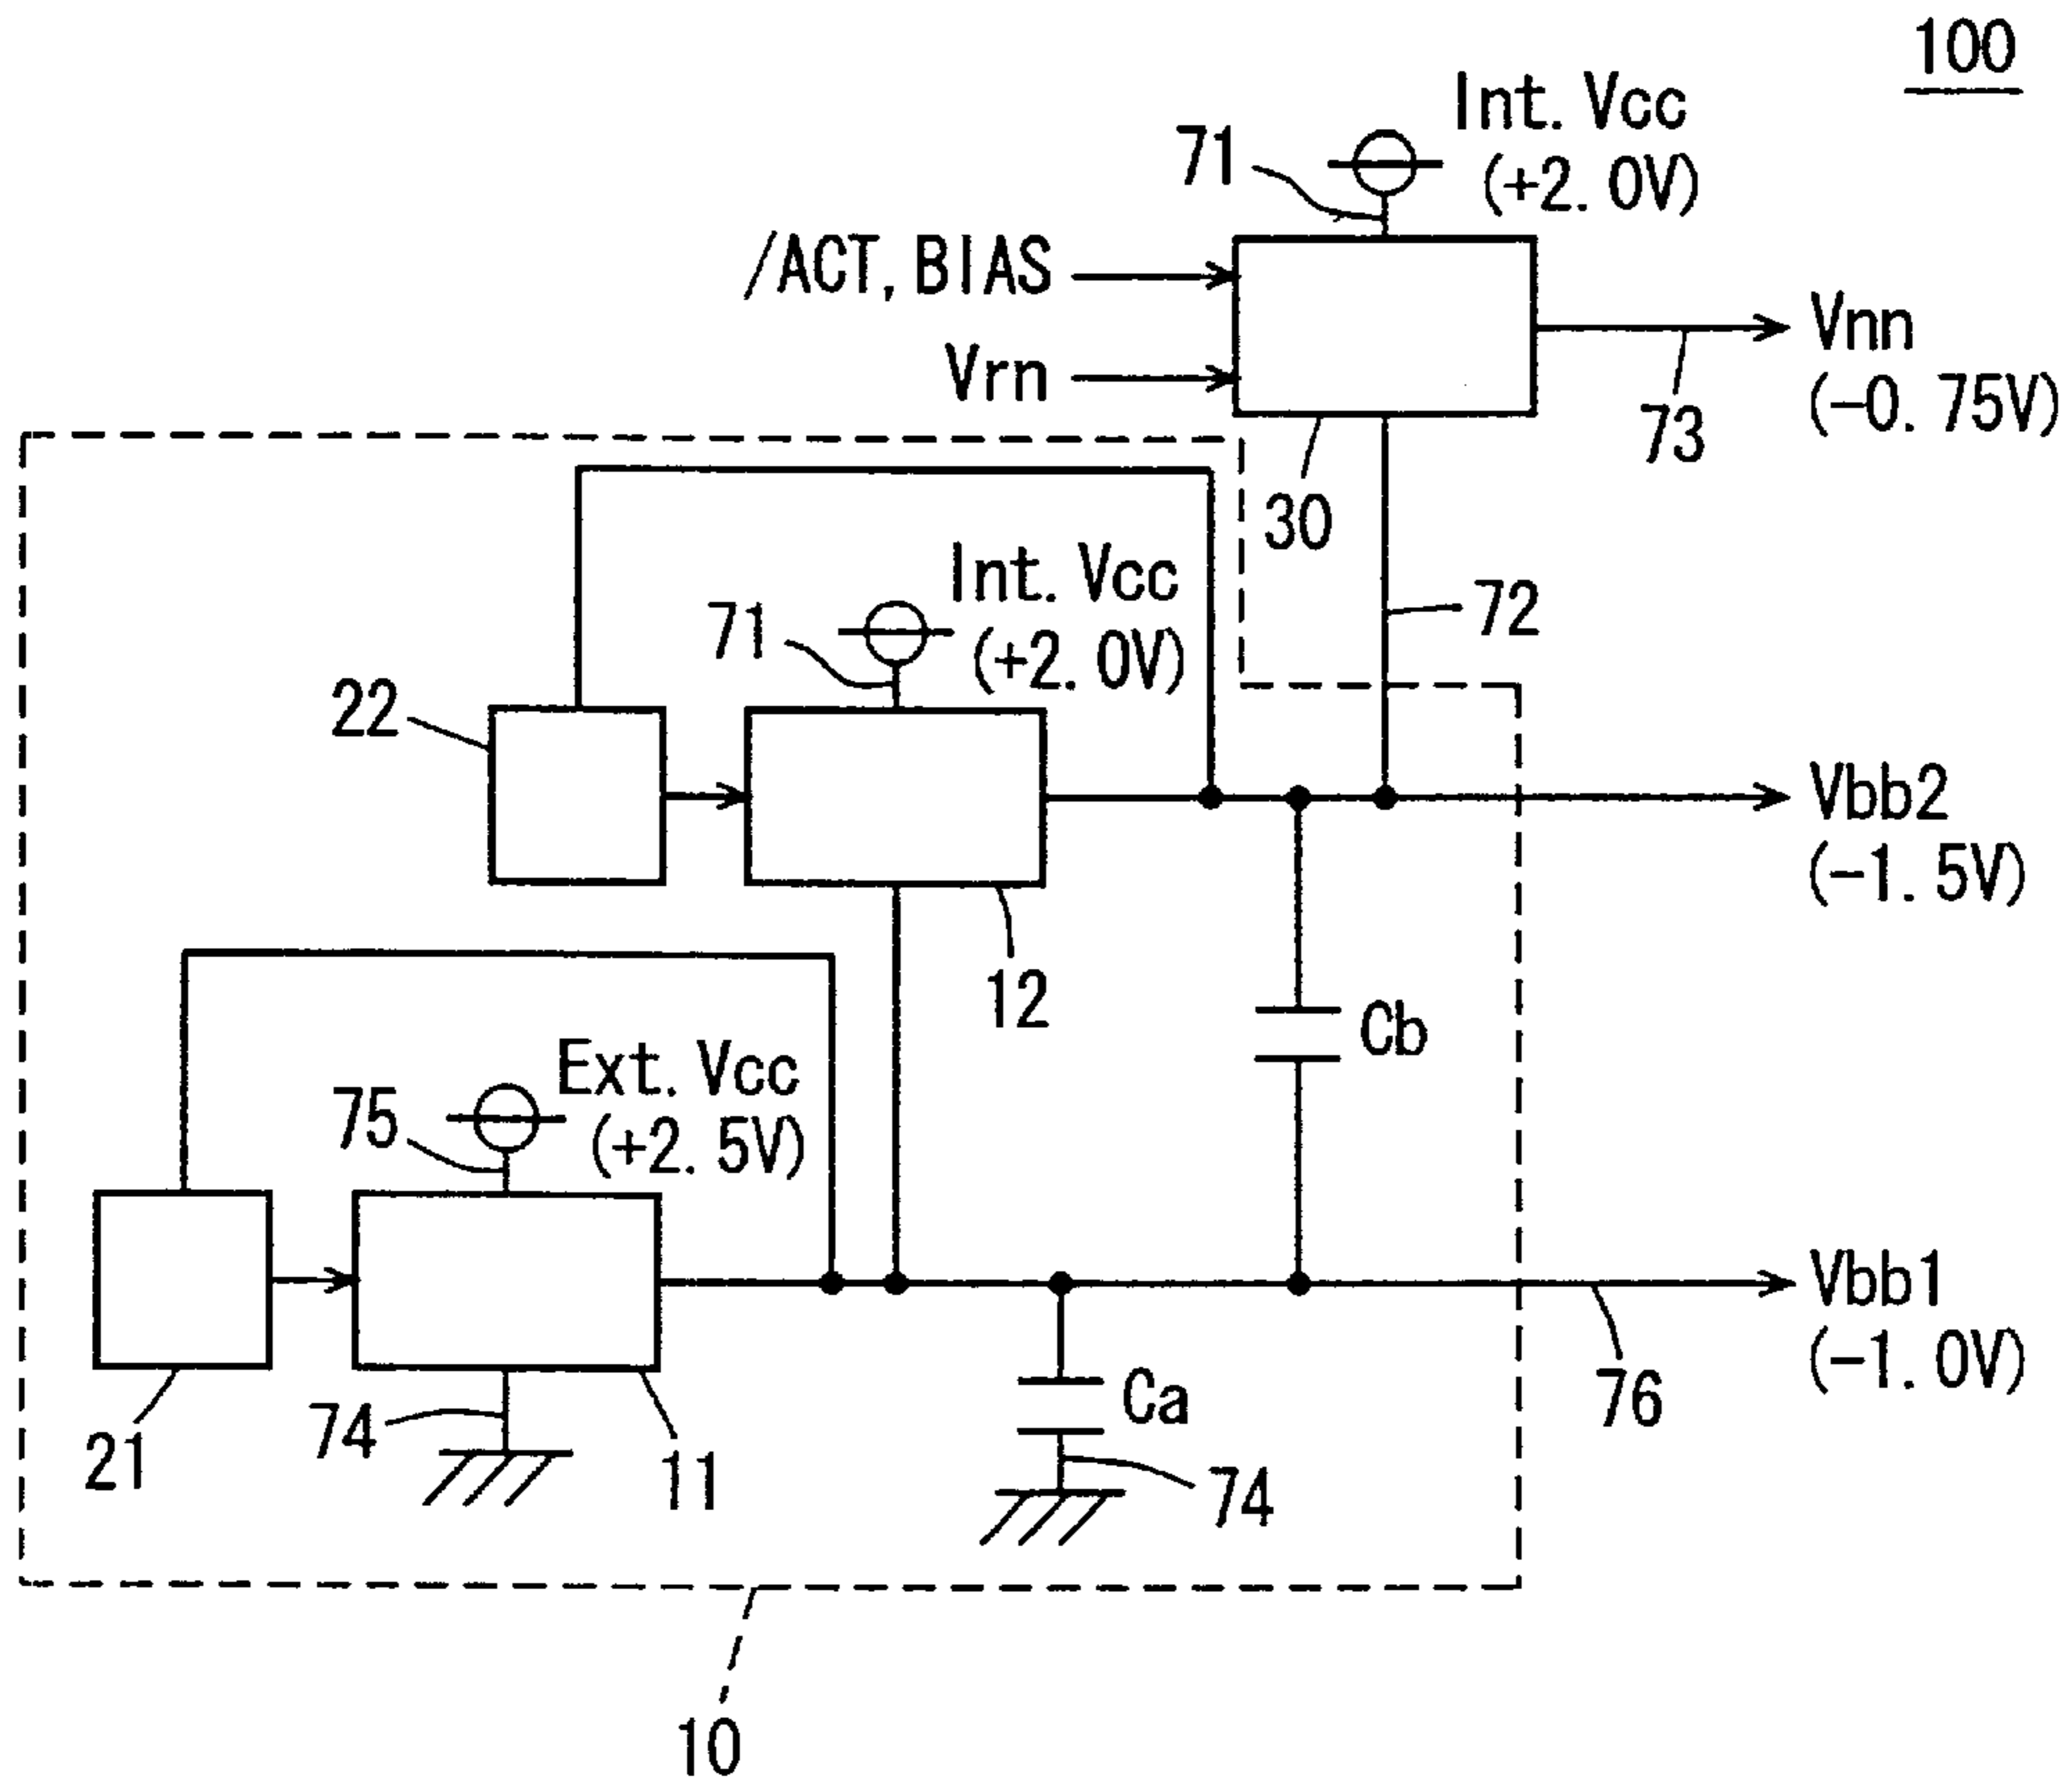 100
Int. Vcc
(+2. 0V)
71
/ACT, BIAS
Vrn
Vnn
(-0. 75V)
73
30
72
Int. Vcc
(+2. 0V)
71
22
Vbb2
(-1. 5V)
12
Cb
Ext. Vcc
(+2. 5V)
75
Vbb1
(-1. 0V)
76
Ca
74
21
11
74
10